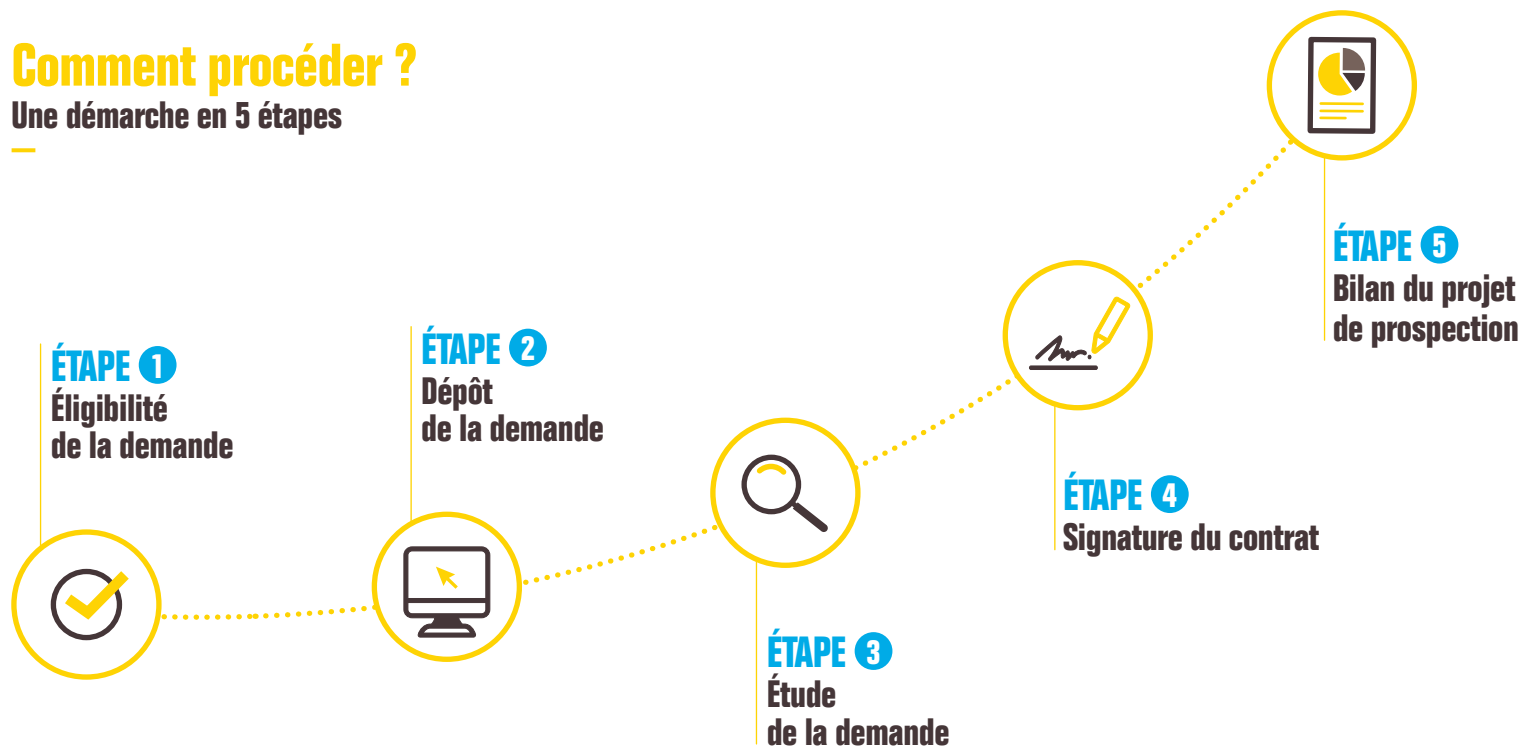 Comment procéder ?
Une démarche en 5 étapes
ÉTAPE 1
Éligibilité
de la demande
ÉTAPE 2
Dépôt
de la demande
ÉTAPE 3
Étude
de la demande
ÉTAPE 4
Signature du contrat
ÉTAPE 5
Bilan du projet
de prospection